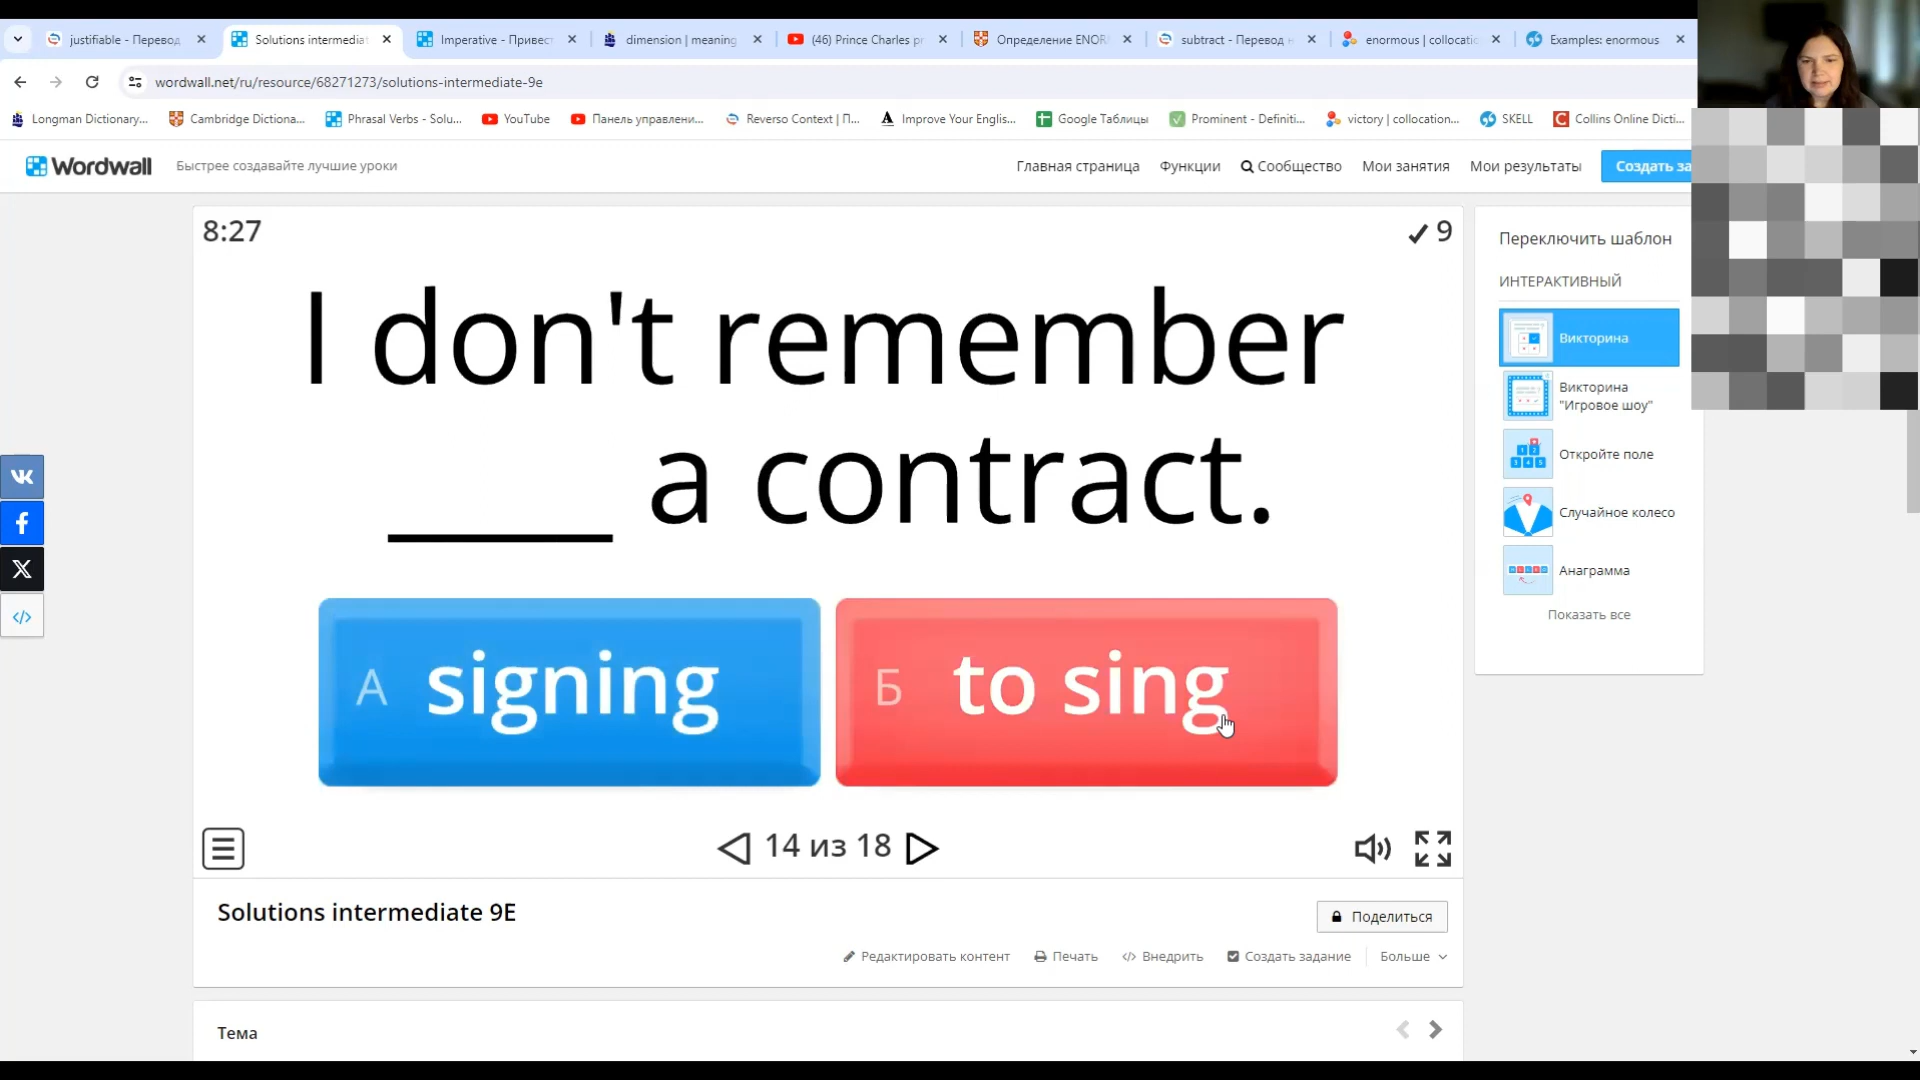 justifiable - Перевод
Solutions intermediat
Imperative - Привест
dimension | meaning
(46) Prince Charles pr
Определение ENOR
subtract - Перевод н
enormous | collocatic
Examples: enormous
wordwall.net/ru/resource/68271273/solutions-intermediate-9e
Longman Dictionary...
Cambridge Dictiona...
Phrasal Verbs - Solu...
YouTube
Панель управлени...
Reverso Context | П...
Improve Your Englis...
Google Таблицы
Prominent - Definiti...
victory | collocation...
SKELL
Collins Online Dicti...
Wordwall
Быстрее создавайте лучшие уроки
Главная страница
Функции
Сообщество
Мои занятия
Мои результаты
Создать за
8:27
9
I don't remember
_____ a contract.
А signing
Б to sing
14 из 18
Переключить шаблон
ИНТЕРАКТИВНЫЙ
Викторина
Викторина
"Игровое шоу"
Откройте поле
Случайное колесо
Анаграмма
Показать все
Solutions intermediate 9E
Поделиться
Редактировать контент
Печать
Внедрить
Создать задание
Больше
Тема